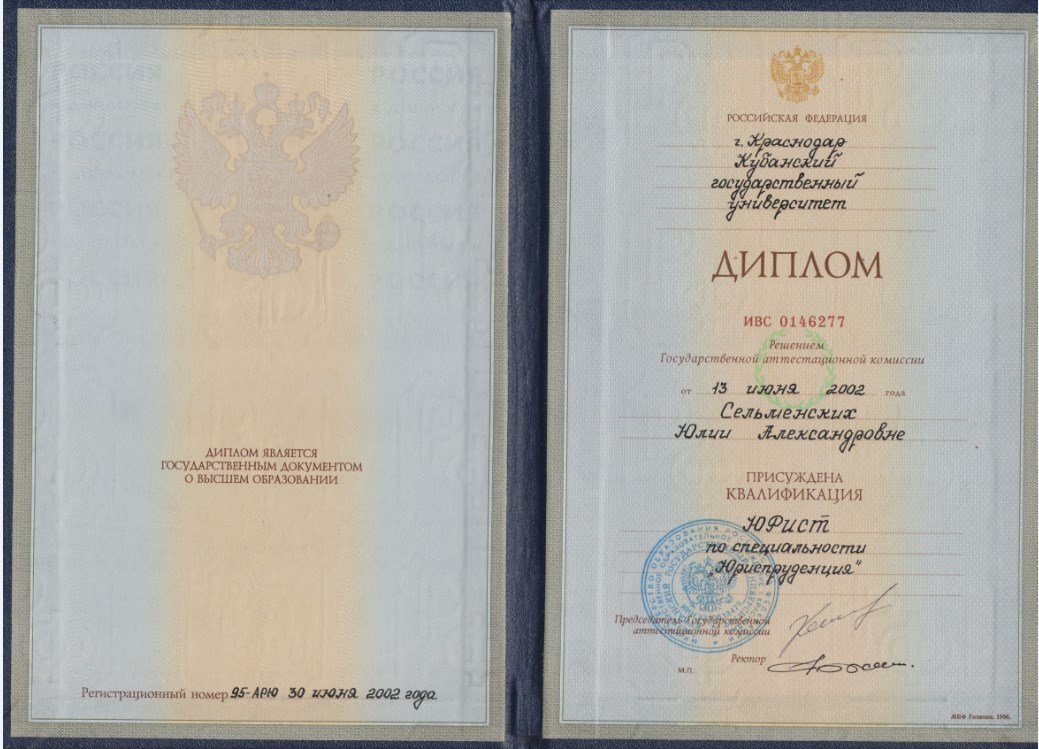 ДИПЛОМ ЯВЛЯЕТСЯ
ГОСУДАРСТВЕННЫМ ДОКУМЕНТОМ
О ВЫСШЕМ ОБРАЗОВАНИИ
Регистрационный номер 95-АРЮ 30 июня 2002 года
РОССИЙСКАЯ ФЕДЕРАЦИЯ
г. Краснодар
Кубанский
государственный
университет
ДИПЛОМ
ИВС 0146277
Решением
Государственной аттестационной комиссии
от 13 июня 2002 года
Сельменских
Юлии Александровне
ПРИСУЖДЕНА
КВАЛИФИКАЦИЯ
ЮРист
по специальности
„Юриспруденция"
Председатель Государственной
аттестационной комиссии
Ректор
М.П.